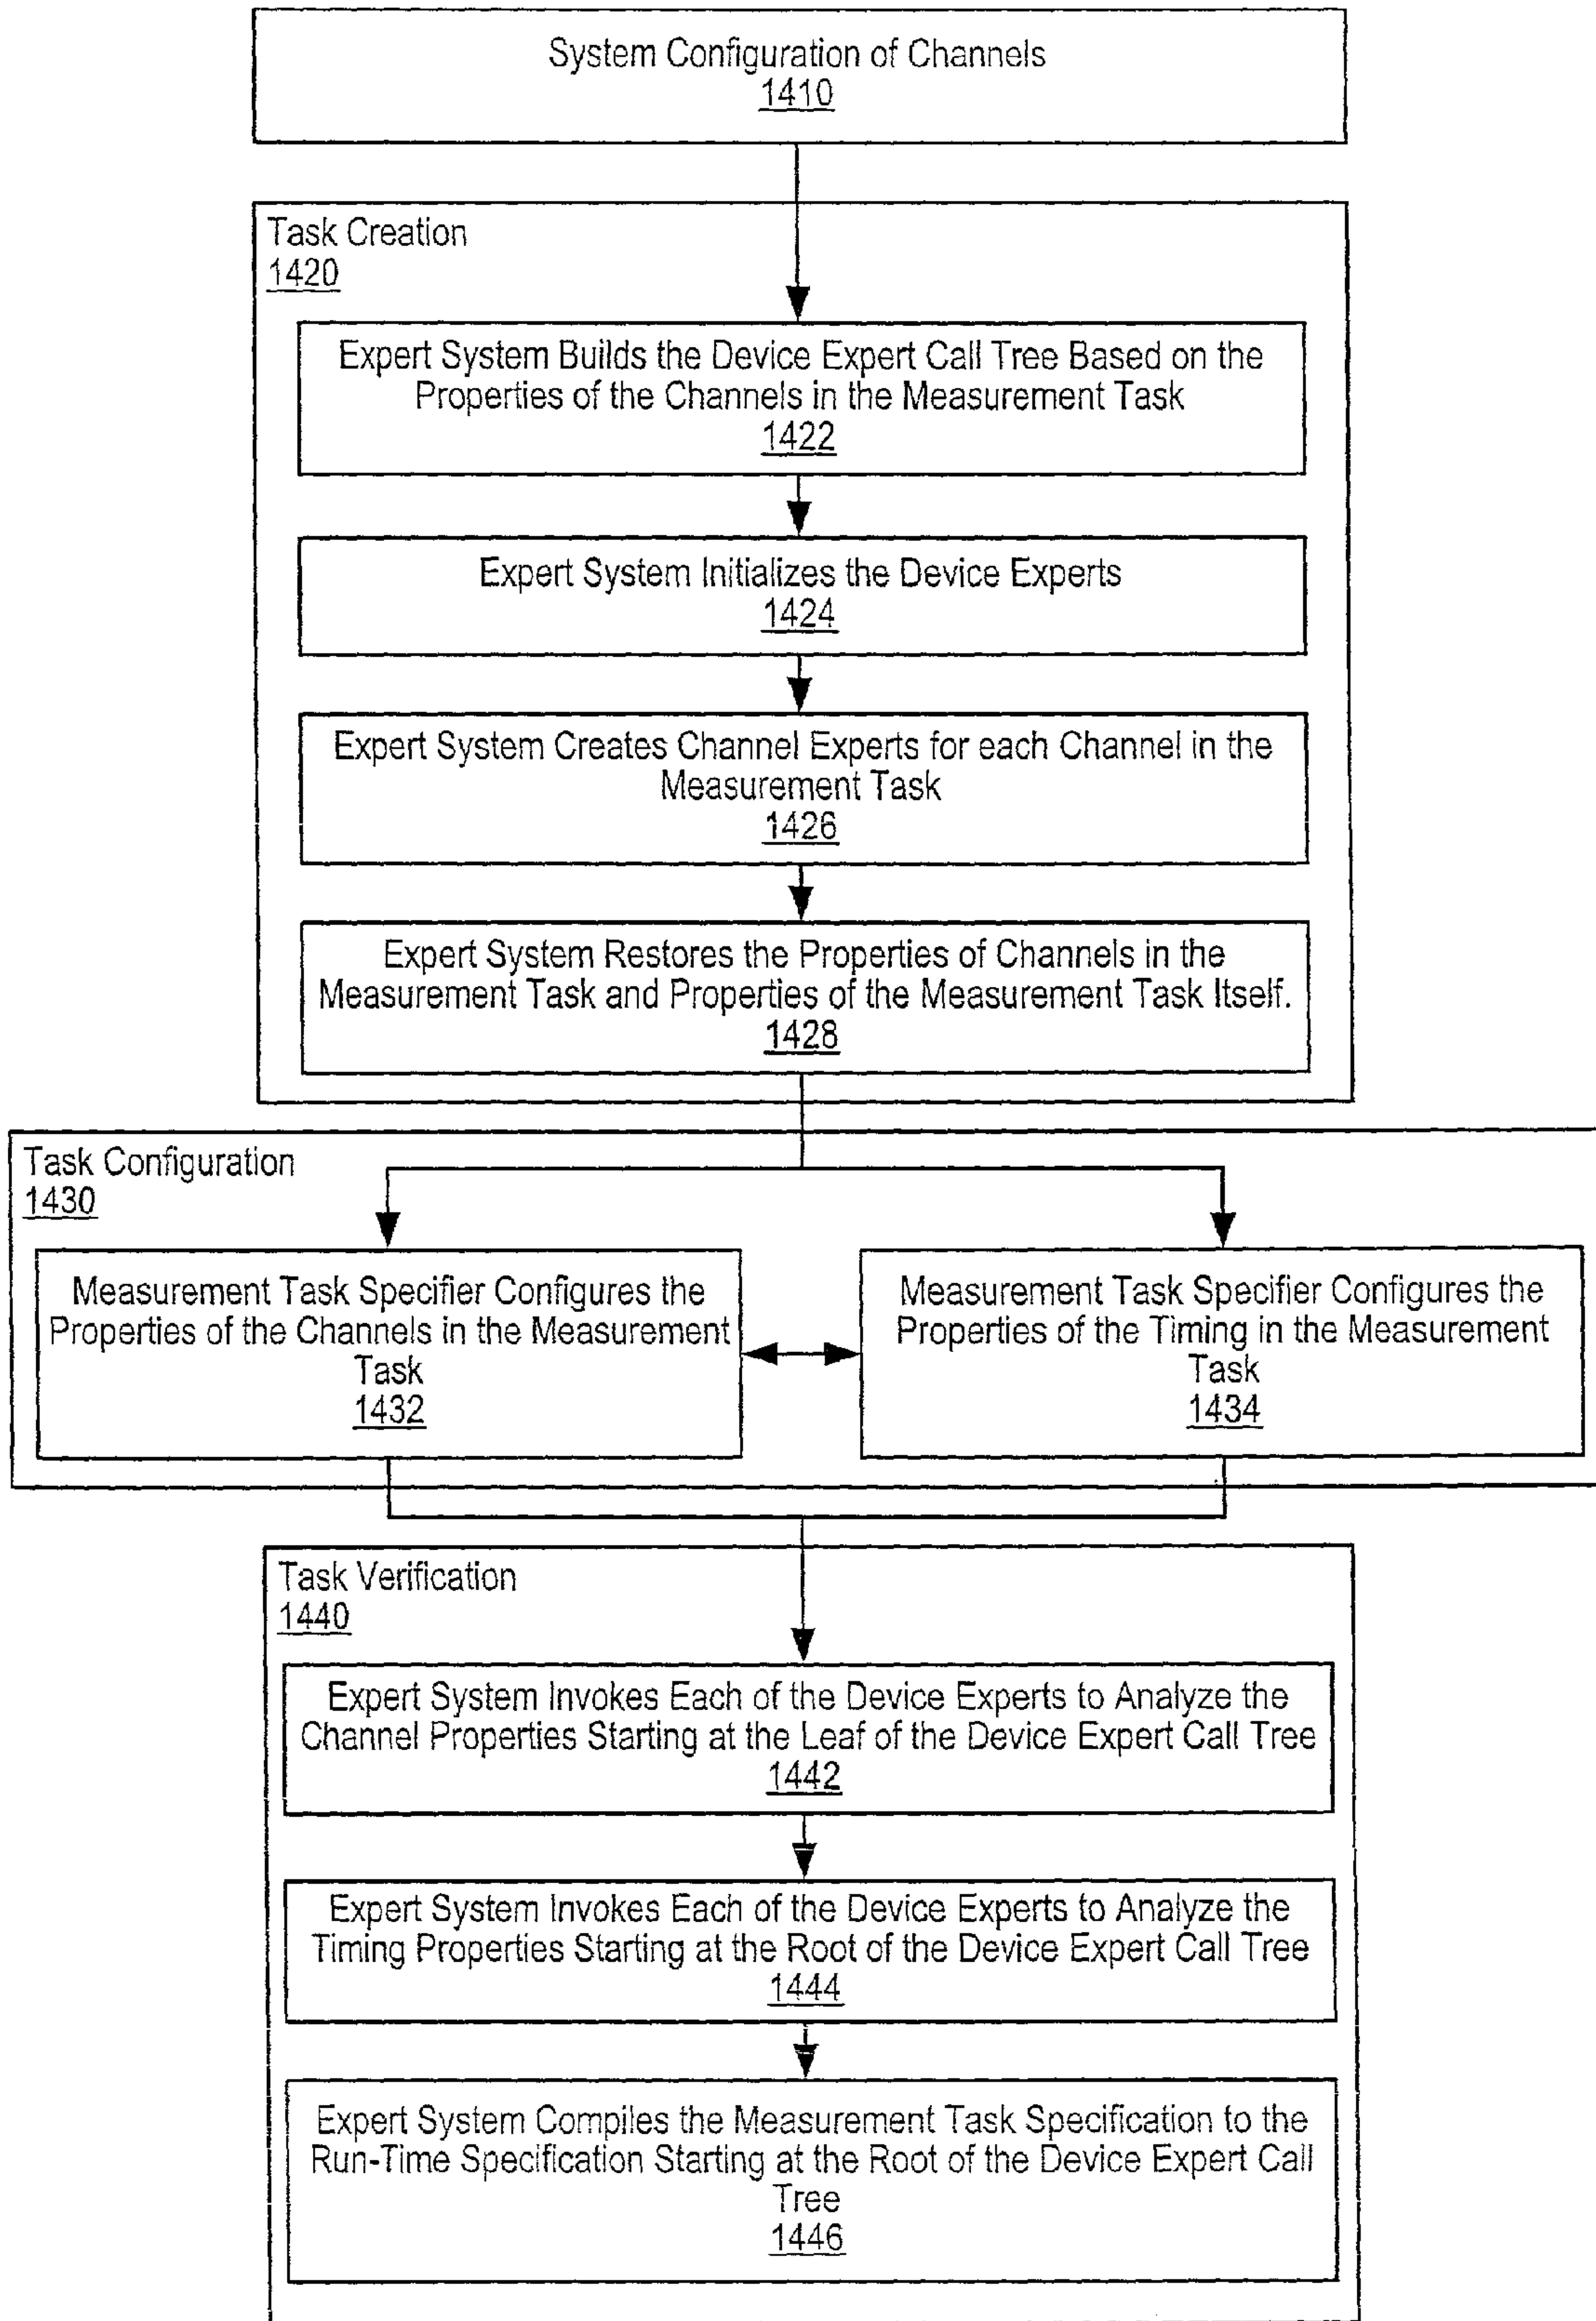 System Configuration of Channels
1410
Task Creation
1420
Expert System Builds the Device Expert Call Tree Based on the
Properties of the Channels in the Measurement Task
1422
Expert System Initializes the Device Experts
1424
Expert System Creates Channel Experts for each Channel in the
Measurement Task
1426
Expert System Restores the Properties of Channels in the
Measurement Task and Properties of the Measurement Task Itself.
1428
Task Configuration
1430
Measurement Task Specifier Configures the
Properties of the Channels in the Measurement
Task
1432
Measurement Task Specifier Configures the
Properties of the Timing in the Measurement
Task
1434
Task Verification
1440
Expert System Invokes Each of the Device Experts to Analyze the
Channel Properties Starting at the Leaf of the Device Expert Call Tree
1442
Expert System Invokes Each of the Device Experts to Analyze the
Timing Properties Starting at the Root of the Device Expert Call Tree
1444
Expert System Compiles the Measurement Task Specification to the
Run-Time Specification Starting at the Root of the Device Expert Call
Tree
1446